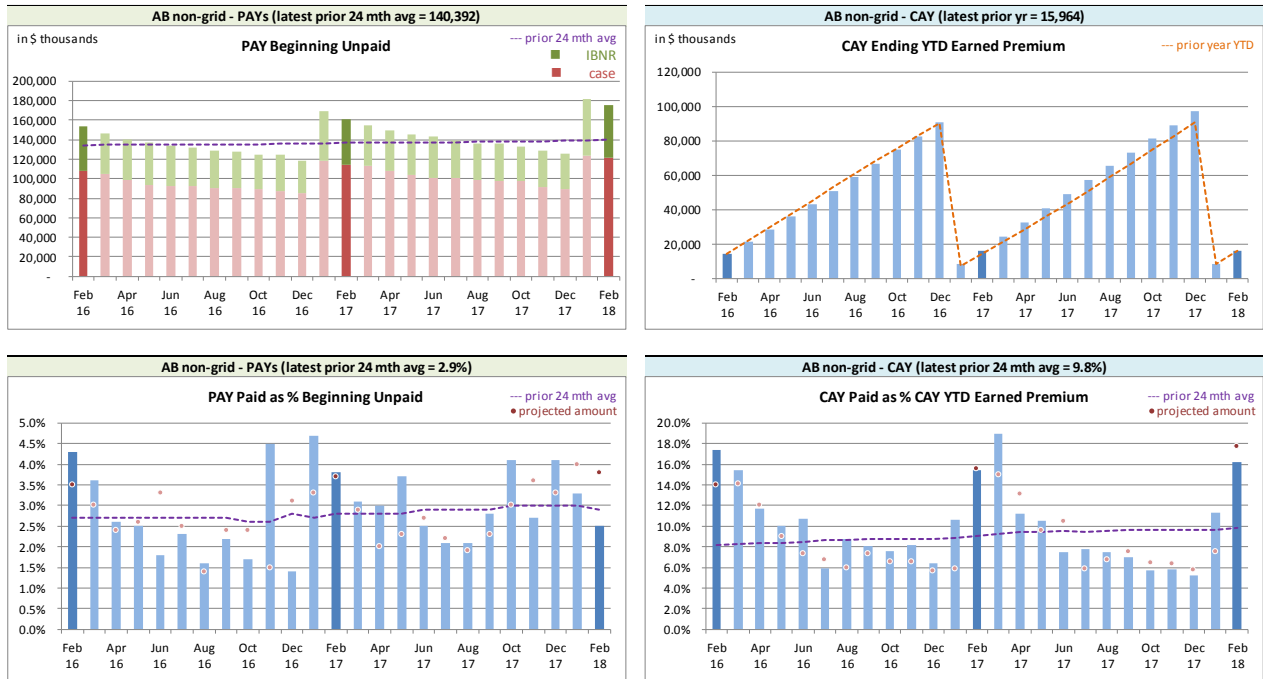 AB non-grid - PAYs (latest prior 24 mth avg = 140,392)
in $ thousands
PAY Beginning Unpaid
--- prior 24 mth avg
IBNR
case
200,000
180,000
160,000
140,000
120,000
100,000
80,000
60,000
40,000
20,000
-
Feb Apr Jun Aug Oct Dec Feb Apr Jun Aug Oct Dec Feb
16 16 16 16 16 16 17 17 17 17 17 17 18
AB non-grid - CAY (latest prior yr = 15,964)
in $ thousands
CAY Ending YTD Earned Premium
--- prior year YTD
120,000
100,000
80,000
60,000
40,000
20,000
-
Feb Apr Jun Aug Oct Dec Feb Apr Jun Aug Oct Dec Feb
16 16 16 16 16 16 17 17 17 17 17 17 18
AB non-grid - PAYs (latest prior 24 mth avg = 2.9%)
PAY Paid as % Beginning Unpaid
--- prior 24 mth avg
projected amount
5.0%
4.5%
4.0%
3.5%
3.0%
2.5%
2.0%
1.5%
1.0%
0.5%
0.0%
Feb Apr Jun Aug Oct Dec Feb Apr Jun Aug Oct Dec Feb
16 16 16 16 16 16 17 17 17 17 17 17 18
AB non-grid - CAY (latest prior 24 mth avg = 9.8%)
CAY Paid as % CAY YTD Earned Premium
--- prior 24 mth avg
projected amount
20.0%
18.0%
16.0%
14.0%
12.0%
10.0%
8.0%
6.0%
4.0%
2.0%
0.0%
Feb Apr Jun Aug Oct Dec Feb Apr Jun Aug Oct Dec Feb
16 16 16 16 16 16 17 17 17 17 17 17 18